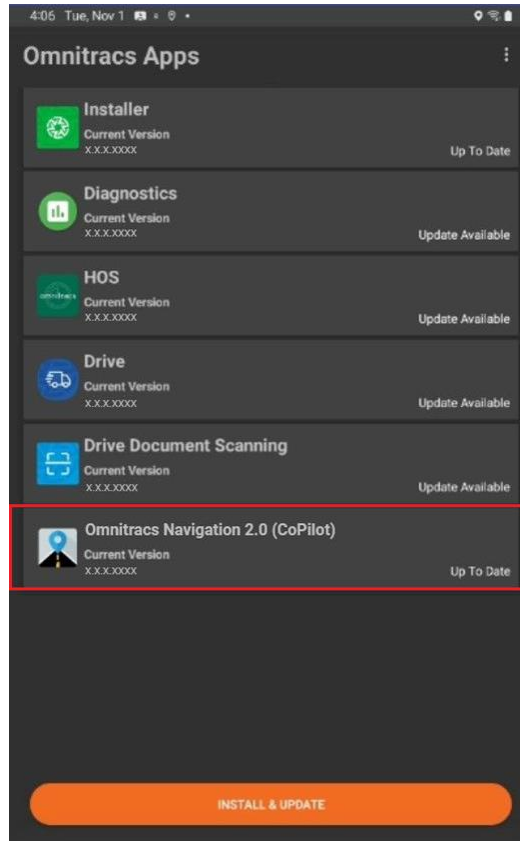 4:06 Tue, Nov 1
Omnitracs Apps
Installer
Current Version
X.X.X.XXXX
Up To Date
Diagnostics
Current Version
X.X.X.XXXX
Update Available
omnitracs
HOS
Current Version
X.X.X.XXXX
Update Available
Drive
Current Version
X.X.X.XXXX
Update Available
Drive Document Scanning
Current Version
X.X.X.XXXX
Update Available
Omnitracs Navigation 2.0 (CoPilot)
Current Version
X.X.X.XXXX
Up To Date
INSTALL & UPDATE